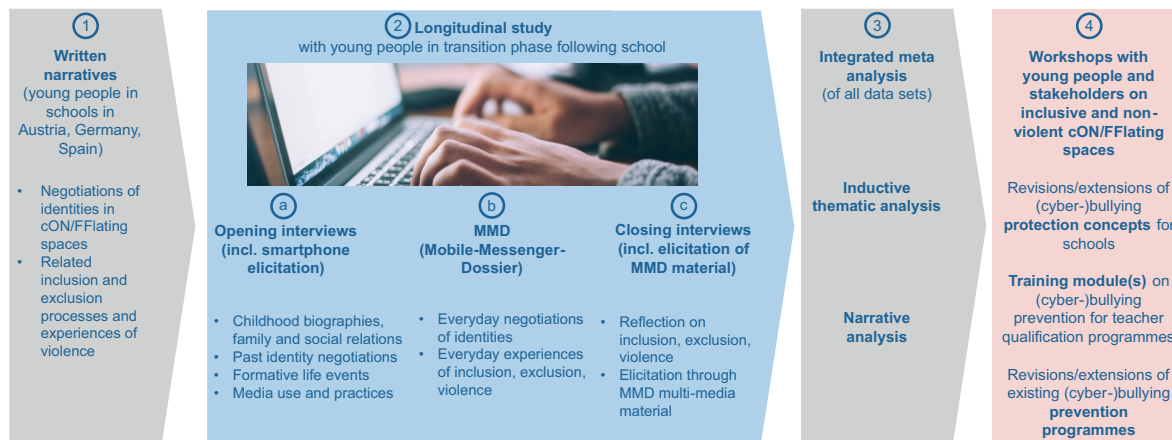 1
Written
narratives
(young people in
schools in
Austria, Germany,
Spain)
• Negotiations of
identities in
cON/FFlating
spaces
• Related
inclusion and
exclusion
processes and
experiences of
violence
2 Longitudinal study
with young people in transition phase following school
a
Opening interviews
(incl. smartphone
elicitation)
• Childhood biographies,
family and social relations
• Past identity negotiations
• Formative life events
• Media use and practices
b
MMD
(Mobile-Messenger-
Dossier)
• Everyday negotiations
of identities
• Everyday experiences
of inclusion, exclusion,
violence
c
Closing interviews
(incl. elicitation of
MMD material)
• Reflection on
inclusion, exclusion,
violence
• Elicitation through
MMD multi-media
material
3
Integrated meta
analysis
(of all data sets)
Inductive
thematic analysis
Narrative
analysis
4
Workshops with
young people and
stakeholders on
inclusive and non-
violent cON/FFlating
spaces
Revisions/extensions of
(cyber-)bullying
protection concepts for
schools
Training module(s) on
(cyber-)bullying
prevention for teacher
qualification programmes
Revisions/extensions of
existing (cyber-)bullying
prevention
programmes